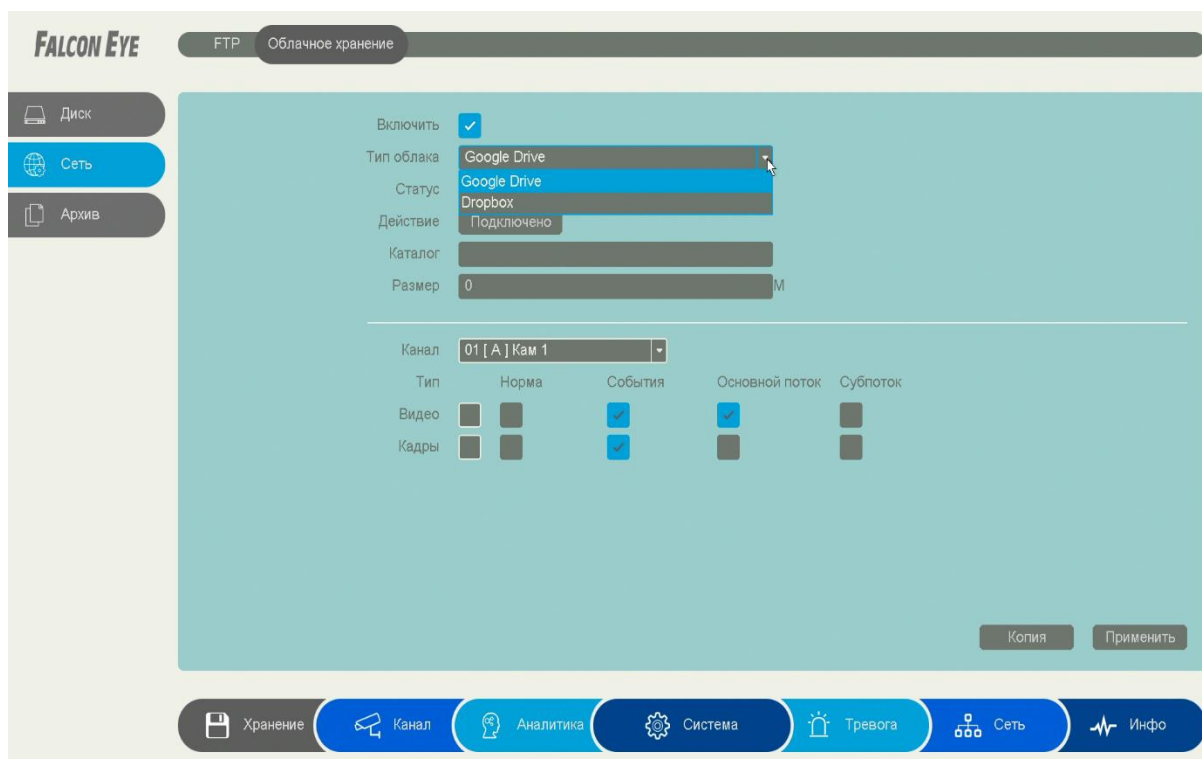 FALCON EYE
FTP Облачное хранение
Диск
Сеть
Архив
Включить
Тип облака Google Drive
Google Drive
Статус
Dropbox
Действие Подключено
Каталог
Размер 0 M
Канал 01 [ A ] Кам 1
Тип Норма События Основной поток Субпоток
Видео
Кадры
Копия Применить
Хранение Канал Аналитика Система Тревога Сеть Инфо